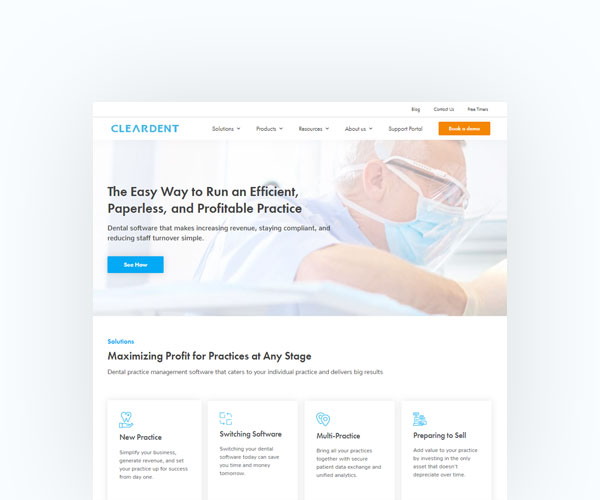 Blog Contact Us Free Timers
CLEARDENT Solutions Products Resources About us Support Portal Book a demo
The Easy Way to Run an Efficient,
Paperless, and Profitable Practice
Dental software that makes increasing revenue, staying compliant, and
reducing staff turnover simple.
See How
Solutions
Maximizing Profit for Practices at Any Stage
Dental practice management software that caters to your individual practice and delivers big results
New Practice
Simplify your business,
generate revenue, and set
your practice up for success
from day one.
Switching Software
Switching your dental
software today can save
you time and money
tomorrow.
Multi-Practice
Bring all your practices
together with secure
patient data exchange and
unified analytics.
Preparing to Sell
Add value to your practice
by investing in the only
asset that doesn't
depreciate over time.